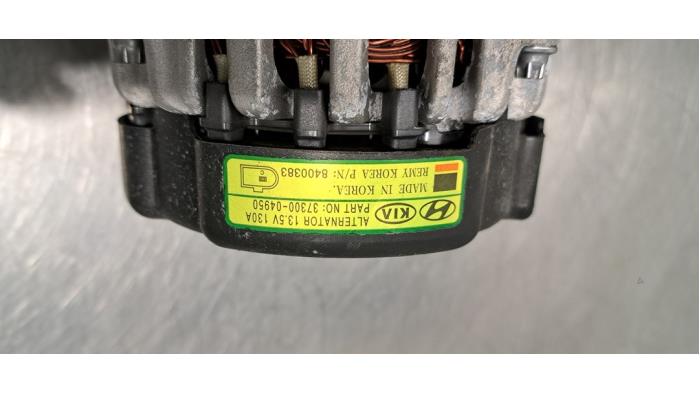 ALTERNATOR 13.5V 130A
PART NO: 37300-04950
KIA
MADE IN KOREA.
REMY KOREA P/N: 8400383